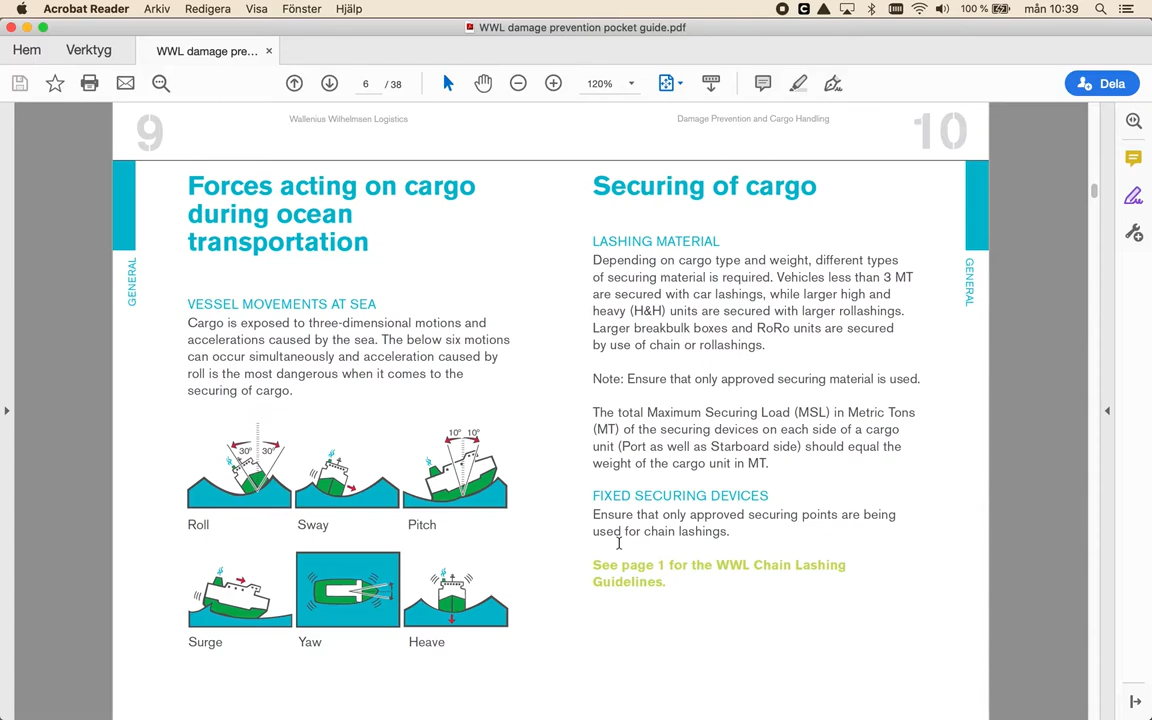 Acrobat Reader Arkiv Redigera Visa Fönster Hjälp 100 % mån 10:39
WWL damage prevention pocket guide.pdf
Hem Verktyg WWL damage pre... ×
6 / 38 120% Dela
9 Wallenius Wilhelmsen Logistics
Damage Prevention and Cargo Handling 10
GENERAL
Forces acting on cargo
during ocean
transportation
VESSEL MOVEMENTS AT SEA
Cargo is exposed to three-dimensional motions and
accelerations caused by the sea. The below six motions
can occur simultaneously and acceleration caused by
roll is the most dangerous when it comes to the
securing of cargo.
30° 30°
10° 10°
Roll Sway Pitch
Surge Yaw Heave
Securing of cargo
LASHING MATERIAL
Depending on cargo type and weight, different types
of securing material is required. Vehicles less than 3 MT
are secured with car lashings, while larger high and
heavy (H&H) units are secured with larger rollashings.
Larger breakbulk boxes and RoRo units are secured
by use of chain or rollashings.
Note: Ensure that only approved securing material is used.
The total Maximum Securing Load (MSL) in Metric Tons
(MT) of the securing devices on each side of a cargo
unit (Port as well as Starboard side) should equal the
weight of the cargo unit in MT.
FIXED SECURING DEVICES
Ensure that only approved securing points are being
used for chain lashings.
See page 1 for the WWL Chain Lashing
Guidelines.
GENERAL